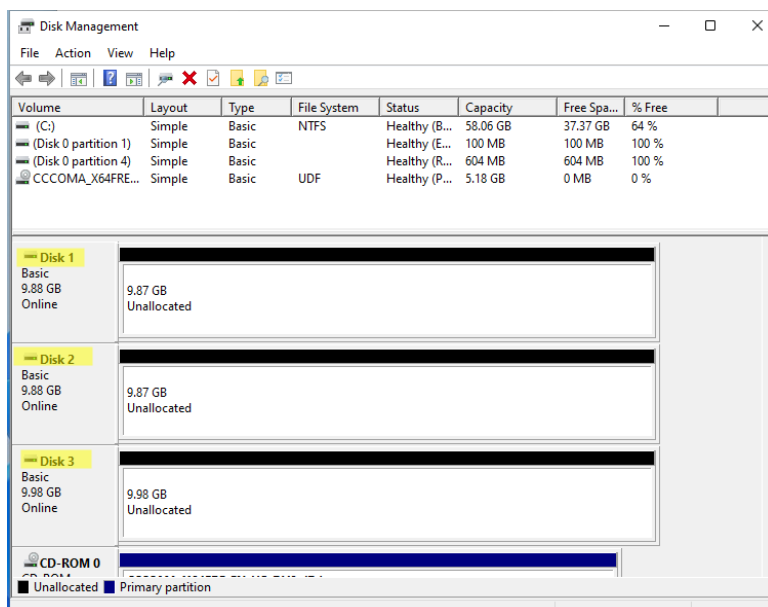 Disk Management
File Action View Help
Volume Layout Type File System Status Capacity Free Spa... % Free
(C:) Simple Basic NTFS Healthy (B... 58.06 GB 37.37 GB 64 %
(Disk 0 partition 1) Simple Basic Healthy (E... 100 MB 100 MB 100 %
(Disk 0 partition 4) Simple Basic Healthy (R... 604 MB 604 MB 100 %
CCCOMA_X64FRE... Simple Basic UDF Healthy (P... 5.18 GB 0 MB 0 %
Disk 1
Basic
9.88 GB
Online
9.87 GB
Unallocated
Disk 2
Basic
9.88 GB
Online
9.87 GB
Unallocated
Disk 3
Basic
9.98 GB
Online
9.98 GB
Unallocated
CD-ROM 0
Unallocated Primary partition